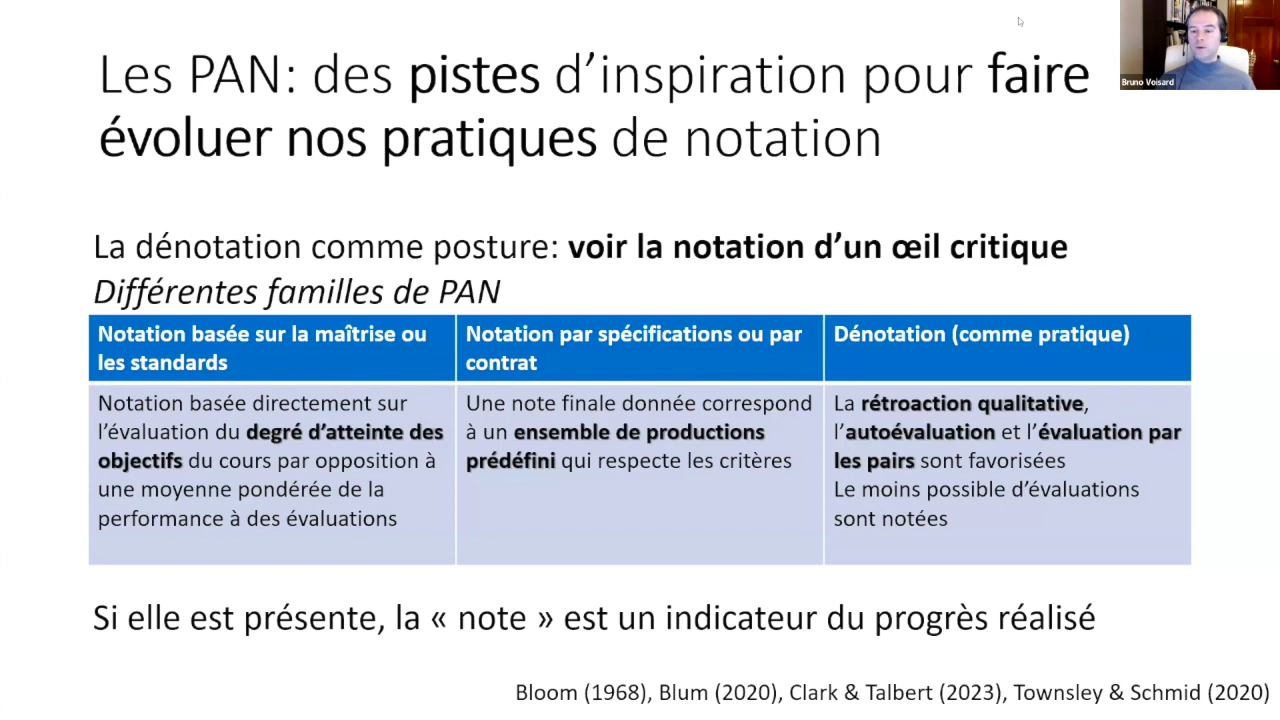 Les PAN: des pistes d’inspiration pour faire
évoluer nos pratiques de notation
Bruno Voisard
La dénotation comme posture: voir la notation d’un œil critique
Différentes familles de PAN
Notation basée sur la maîtrise ou
les standards
Notation par spécifications ou par
contrat
Dénotation (comme pratique)
Notation basée directement sur
l’évaluation du degré d’atteinte des
objectifs du cours par opposition à
une moyenne pondérée de la
performance à des évaluations
Une note finale donnée correspond
à un ensemble de productions
prédéfini qui respecte les critères
La rétroaction qualitative,
l’autoévaluation et l’évaluation par
les pairs sont favorisées
Le moins possible d’évaluations
sont notées
Si elle est présente, la « note » est un indicateur du progrès réalisé
Bloom (1968), Blum (2020), Clark & Talbert (2023), Townsley & Schmid (2020)